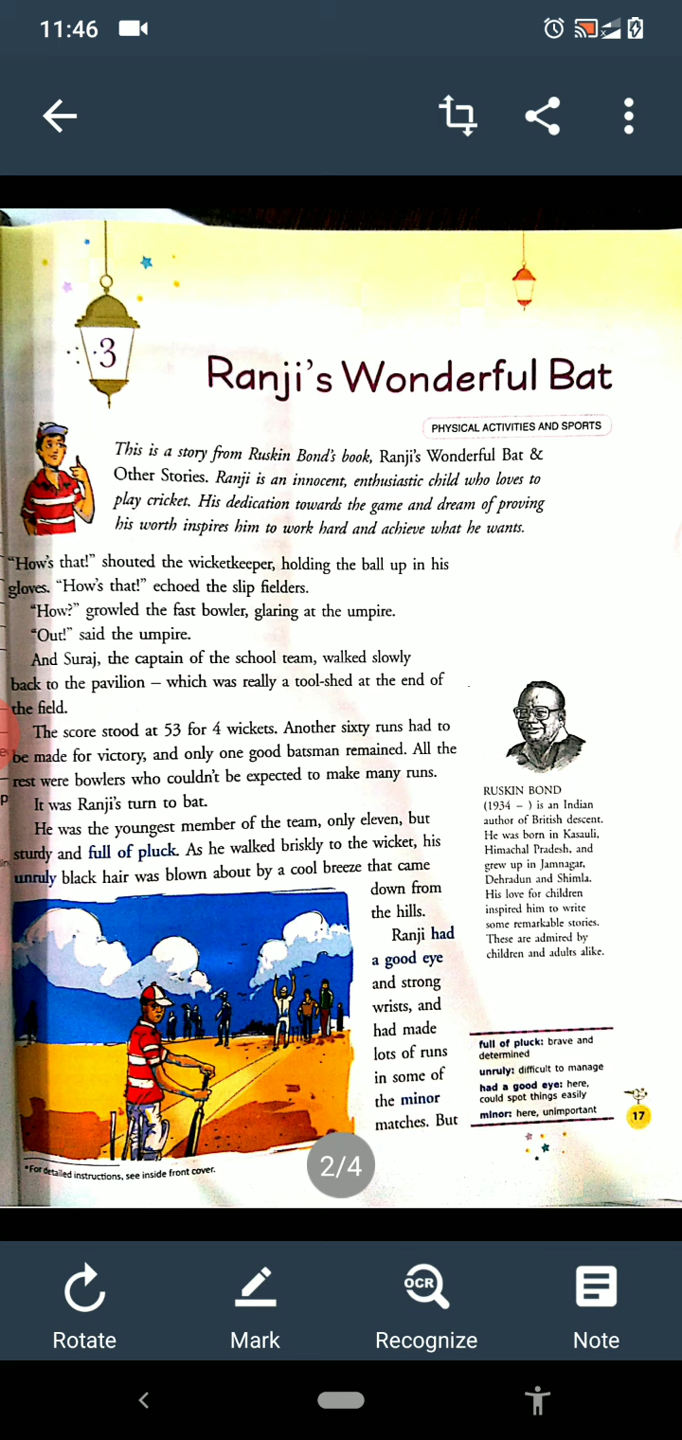 11:46
3
Ranji's Wonderful Bat
PHYSICAL ACTIVITIES AND SPORTS
This is a story from Ruskin Bond's book, Ranji's Wonderful Bat &
Other Stories. Ranji is an innocent, enthusiastic child who loves to
play cricket. His dedication towards the game and dream of proving
his worth inspires him to work hard and achieve what he wants.
"How's that!" shouted the wicketkeeper, holding the ball up in his
gloves. "How's that!" echoed the slip fielders.
"How?" growled the fast bowler, glaring at the umpire.
"Out!" said the umpire.
And Suraj, the captain of the school team, walked slowly
back to the pavilion – which was really a tool-shed at the end of
the field.
The score stood at 53 for 4 wickets. Another sixty runs had to
be made for victory, and only one good batsman remained. All the
rest were bowlers who couldn't be expected to make many runs.
It was Ranji's turn to bat.
He was the youngest member of the team, only eleven, but
sturdy and full of pluck. As he walked briskly to the wicket, his
unruly black hair was blown about by a cool breeze that came
down from
the hills.
Ranji had
a good eye
and strong
wrists, and
had made
lots of runs
in some of
the minor
matches. But
RUSKIN BOND
(1934 – ) is an Indian
author of British descent.
He was born in Kasauli,
Himachal Pradesh, and
grew up in Jamnagar,
Dehradun and Shimla.
His love for children
inspired him to write
some remarkable stories.
These are admired by
children and adults alike.
full of pluck: brave and
determined
unruly: difficult to manage
had a good eye: here,
could spot things easily
minor: here, unimportant
17
*For detailed instructions, see inside front cover.
2/4
Rotate
Mark
OCR
Recognize
Note